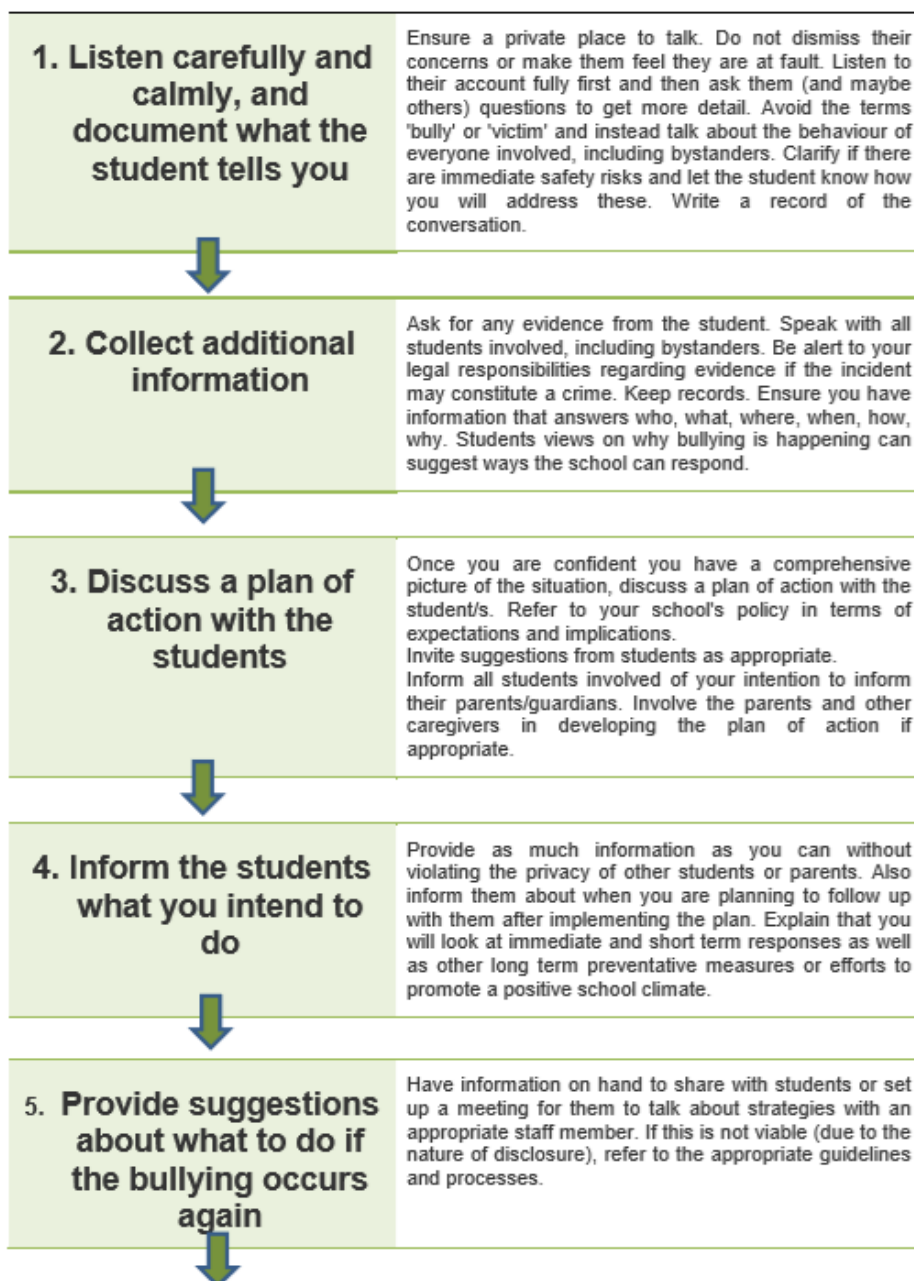 1. Listen carefully and
calmly, and
document what the
student tells you
Ensure a private place to talk. Do not dismiss their
concerns or make them feel they are at fault. Listen to
their account fully first and then ask them (and maybe
others) questions to get more detail. Avoid the terms
'bully' or 'victim' and instead talk about the behaviour of
everyone involved, including bystanders. Clarify if there
are immediate safety risks and let the student know how
you will address these. Write a record of the
conversation.
2. Collect additional
information
Ask for any evidence from the student. Speak with all
students involved, including bystanders. Be alert to your
legal responsibilities regarding evidence if the incident
may constitute a crime. Keep records. Ensure you have
information that answers who, what, where, when, how,
why. Students views on why bullying is happening can
suggest ways the school can respond.
3. Discuss a plan of
action with the
students
Once you are confident you have a comprehensive
picture of the situation, discuss a plan of action with the
student/s. Refer to your school's policy in terms of
expectations and implications.
Invite suggestions from students as appropriate.
Inform all students involved of your intention to inform
their parents/guardians. Involve the parents and other
caregivers in developing the plan of action if
appropriate.
4. Inform the students
what you intend to
do
Provide as much information as you can without
violating the privacy of other students or parents. Also
inform them about when you are planning to follow up
with them after implementing the plan. Explain that you
will look at immediate and short term responses as well
as other long term preventative measures or efforts to
promote a positive school climate.
5. Provide suggestions
about what to do if
the bullying occurs
again
Have information on hand to share with students or set
up a meeting for them to talk about strategies with an
appropriate staff member. If this is not viable (due to the
nature of disclosure), refer to the appropriate guidelines
and processes.